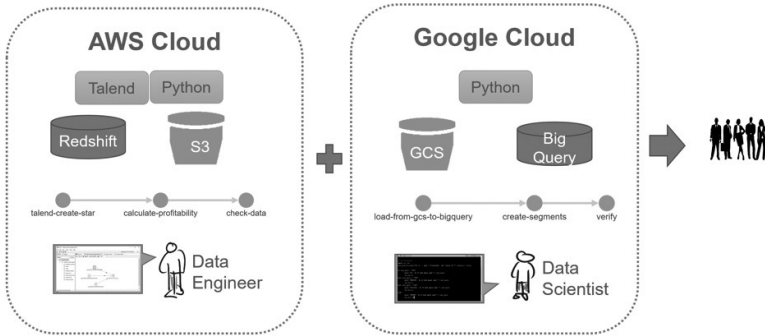 AWS Cloud
Talend
Python
Redshift
S3
talend-create-star
calculate-profitability
check-data
Data
Engineer
Google Cloud
Python
GCS
Big
Query
load-from-gcs-to-bigquery
create-segments
verify
Data
Scientist